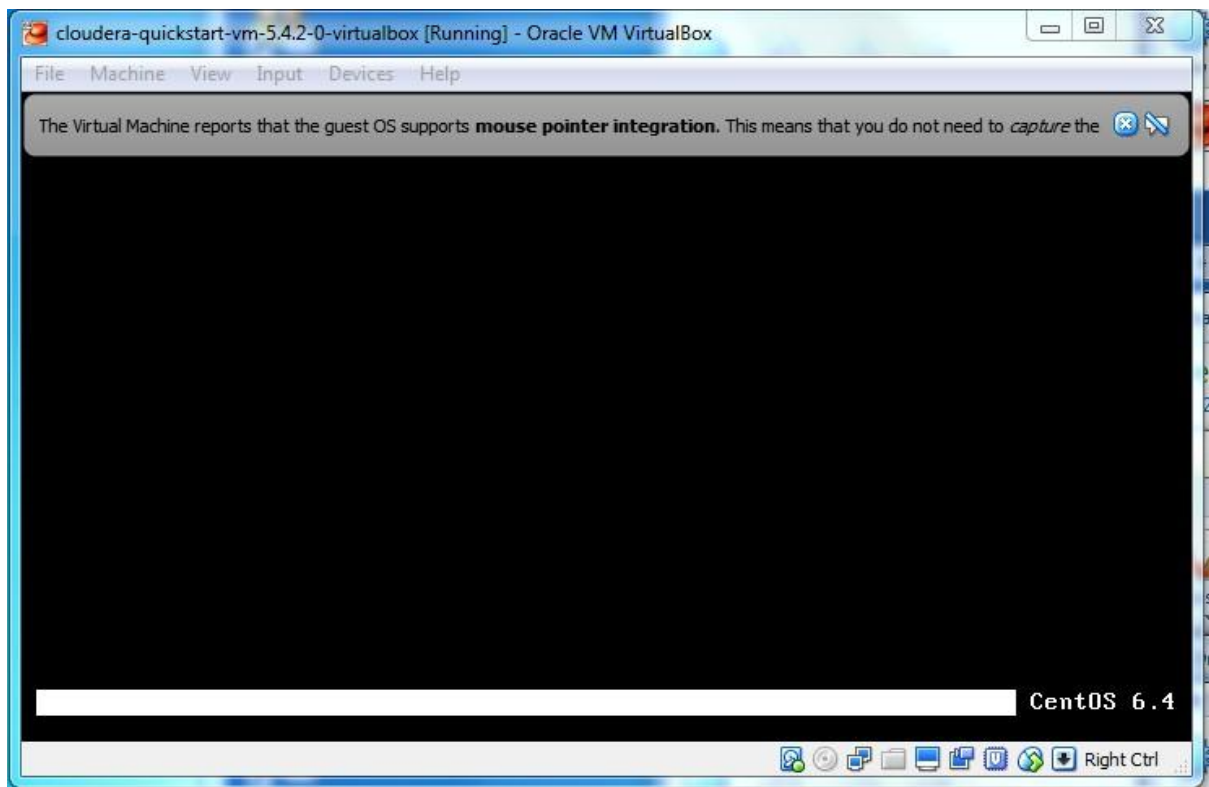 cloudera-quickstart-vm-5.4.2-0-virtualbox [Running] - Oracle VM VirtualBox
File Machine View Input Devices Help
The Virtual Machine reports that the guest OS supports mouse pointer integration. This means that you do not need to capture the
CentOS 6.4
Right Ctrl